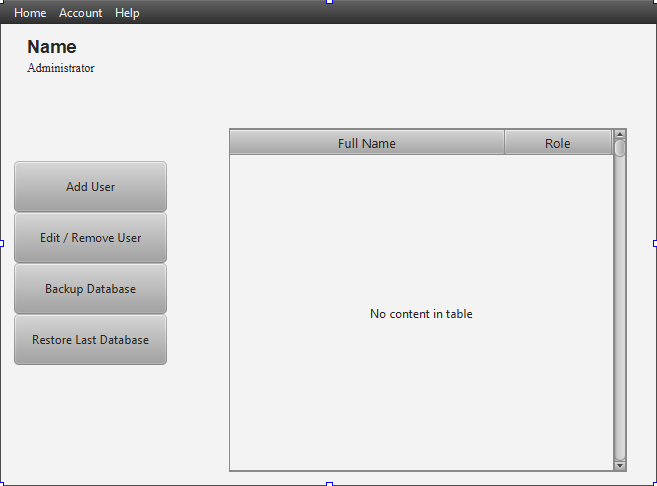 Home Account Help
Name
Administrator
Full Name Role
Add User
Edit / Remove User
Backup Database
Restore Last Database
No content in table